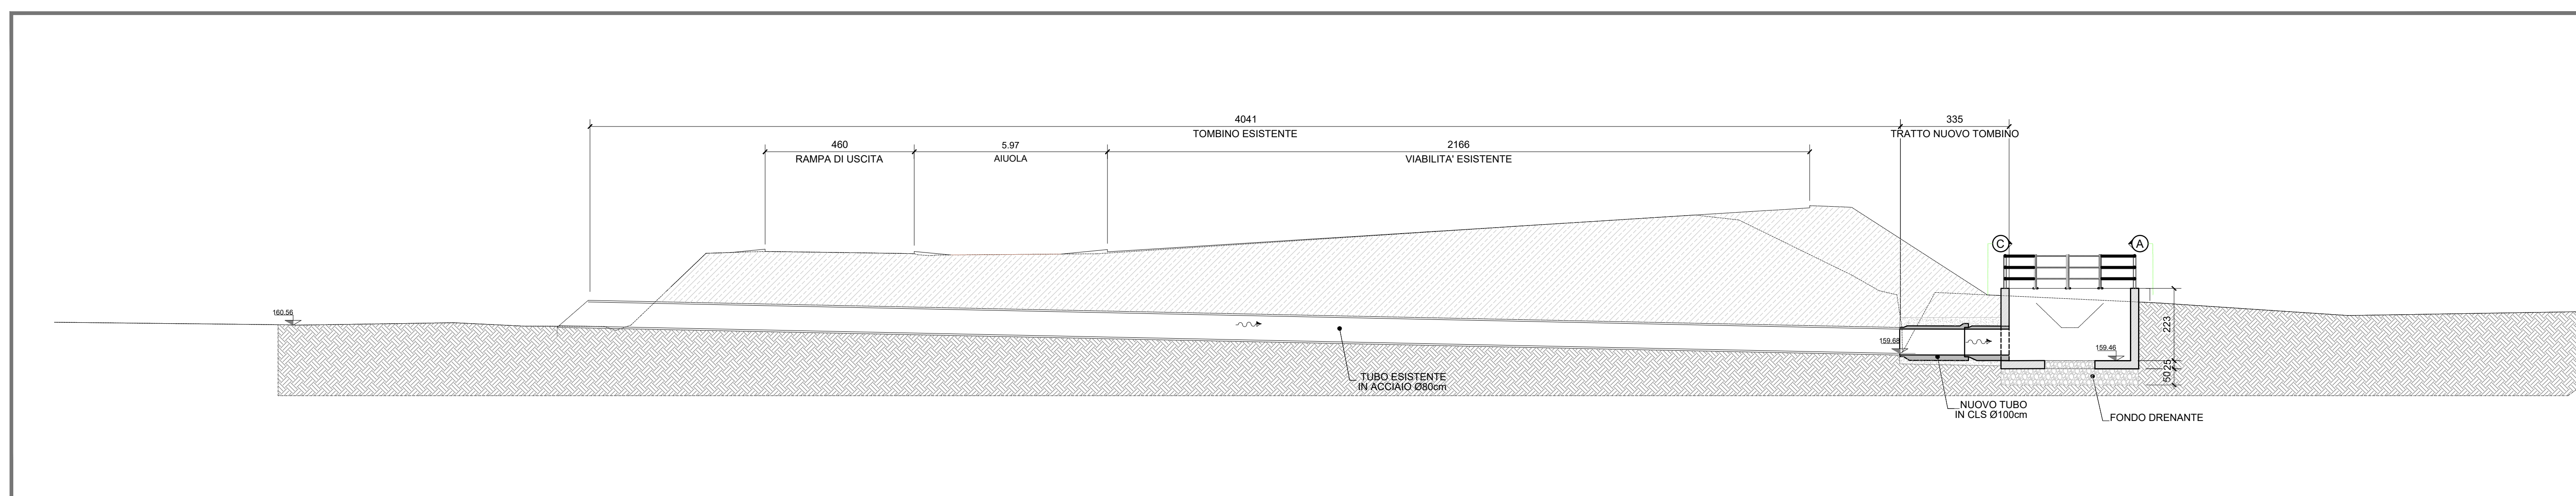 4041
TOMBINO ESISTENTE
335
TRATTO NUOVO TOMBINO
460
RAMPA DI USCITA
5.97
AIUOLA
2166
VIABILITA' ESISTENTE
C
A
160.56
159.68
159.46
223
25
50
TUBO ESISTENTE
IN ACCIAIO Ø80cm
NUOVO TUBO
IN CLS Ø100cm
FONDO DRENANTE